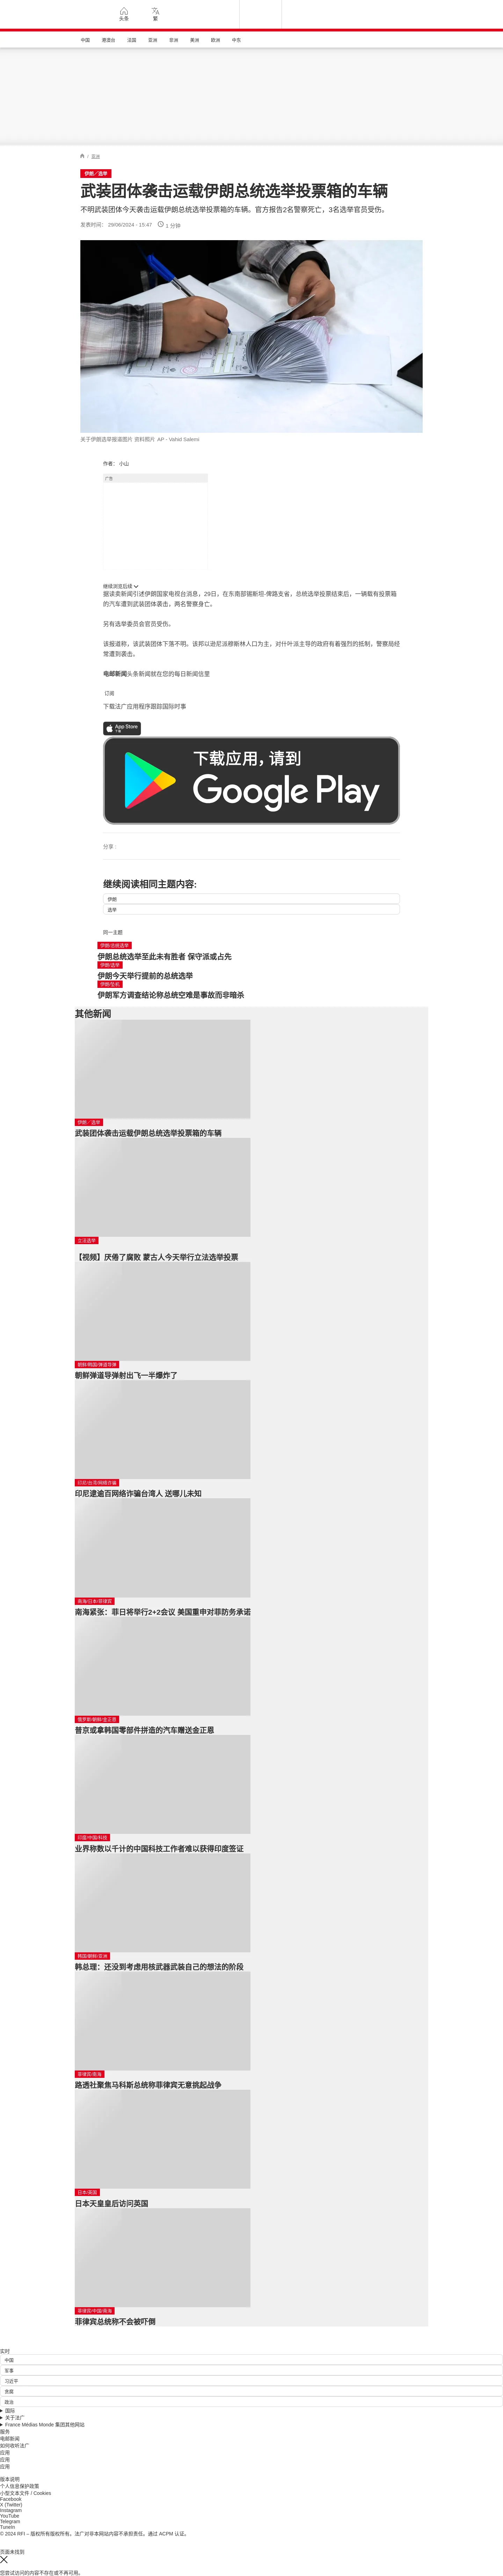 头条
繁
中国
港澳台
法国
亚洲
非洲
美洲
欧洲
中东
/ 亚洲
伊朗／选举
武装团体袭击运载伊朗总统选举投票箱的车辆
不明武装团体今天袭击运载伊朗总统选举投票箱的车辆。官方报告2名警察死亡，3名选举官员受伤。
发表时间： 29/06/2024 - 15:47
1 分钟
关于伊朗选举报道图片 资料照片 AP - Vahid Salemi
作者： 小山
广告
继续浏览后续
据读卖新闻引述伊朗国家电视台消息，29日，在东南部锡斯坦-俾路支省，总统选举投票结束后，一辆载有投票箱
的汽车遭到武装团体袭击，两名警察身亡。
另有选举委员会官员受伤。
该报道称，该武装团体下落不明。该邦以逊尼派穆斯林人口为主，对什叶派主导的政府有着强烈的抵制，警察局经
常遭到袭击。
电邮新闻头条新闻就在您的每日新闻信里
订阅
下载法广应用程序跟踪国际时事
App Store
下载应用，请到
Google Play
分享 :
继续阅读相同主题内容:
伊朗
选举
同一主题
伊朗/总统选举
伊朗总统选举至此未有胜者 保守派或占先
伊朗/选举
伊朗今天举行提前的总统选举
伊朗/坠机
伊朗军方调查结论称总统空难是事故而非暗杀
其他新闻
伊朗／选举
武装团体袭击运载伊朗总统选举投票箱的车辆
立法选举
【视频】厌倦了腐败 蒙古人今天举行立法选举投票
朝鲜/韩国/弹道导弹
朝鲜弹道导弹射出飞一半爆炸了
印尼/台湾/网络诈骗
印尼逮逾百网络诈骗台湾人 送哪儿未知
南海/日本/菲律宾
南海紧张：菲日将举行2+2会议 美国重申对菲防务承诺
俄罗斯/朝鲜/金正恩
普京或拿韩国零部件拼造的汽车赠送金正恩
印度/中国/科技
业界称数以千计的中国科技工作者难以获得印度签证
韩国/朝鲜/亚洲
韩总理：还没到考虑用核武器武装自己的想法的阶段
菲律宾/南海
路透社聚焦马科斯总统称菲律宾无意挑起战争
日本/英国
日本天皇皇后访问英国
菲律宾/中国/南海
菲律宾总统称不会被吓倒
实时
中国
军事
习近平
贪腐
政治
国际
关于法广
France Médias Monde 集团其他网站
服务
电邮新闻
如何收听法广
应用
应用
应用
版本说明
个人信息保护政策
小型文本文件 / Cookies
Facebook
X (Twitter)
Instagram
YouTube
Telegram
TuneIn
© 2024 RFI – 版权所有版权所有。法广对非本网站内容不承担责任。通过 ACPM 认证。
页面未找到
您尝试访问的内容不存在或不再可用。